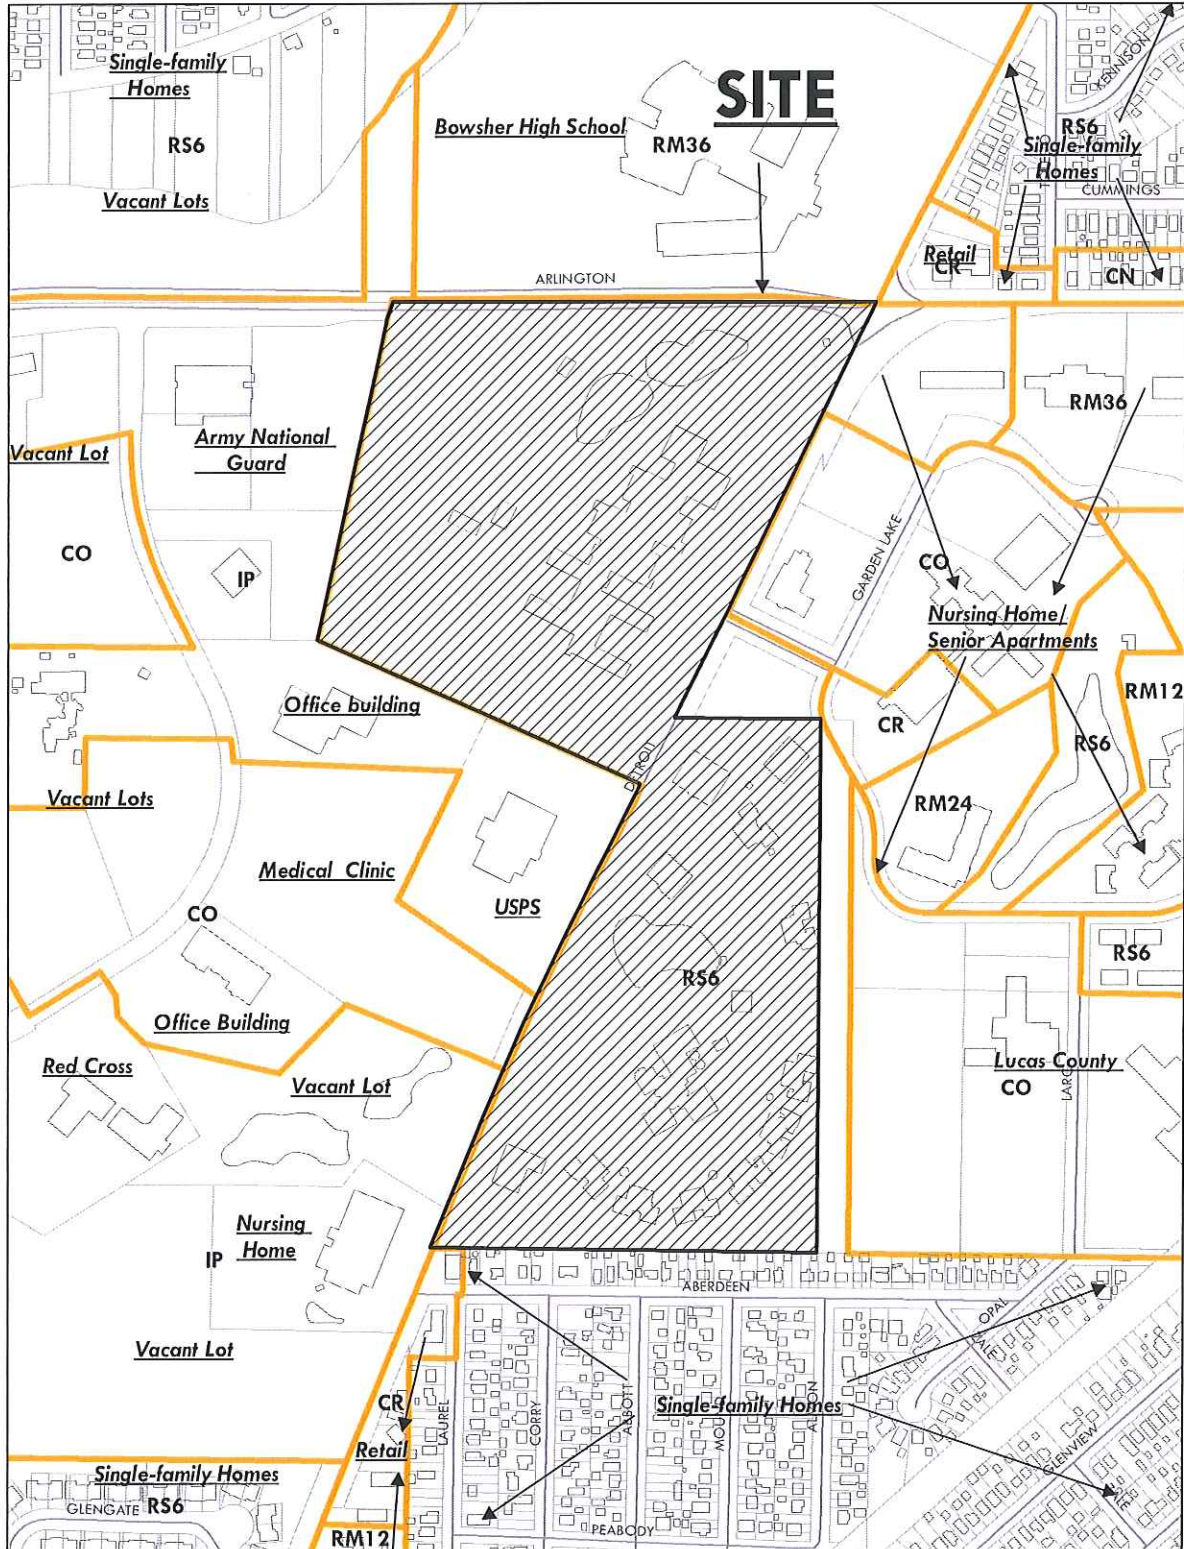 Single-family
Homes
RS6
Vacant Lots
Bowsher High School
RM36
SITE
KENNISON
RS6
Single-family
Homes
CUMMINGS
Retail
CR
CN
ARLINGTON
Vacant Lot
Army National
Guard
RM36
CO
IP
GARDEN LAKE
CO
Nursing Home/
Senior Apartments
Office building
RM12
CR
RS6
DETROIT
Vacant Lots
RM24
Medical Clinic
USPS
CO
RS6
RS6
Office Building
Red Cross
Vacant Lot
Lucas County
CO
Nursing
Home
IP
ABERDEEN
OPAL
Vacant Lot
CR
LAUREL
CORRY
ABBOTT
Single-family Homes
Retail
GLENVIEW
Single-family Homes
GLENGATE RS6
RM12
PEABODY